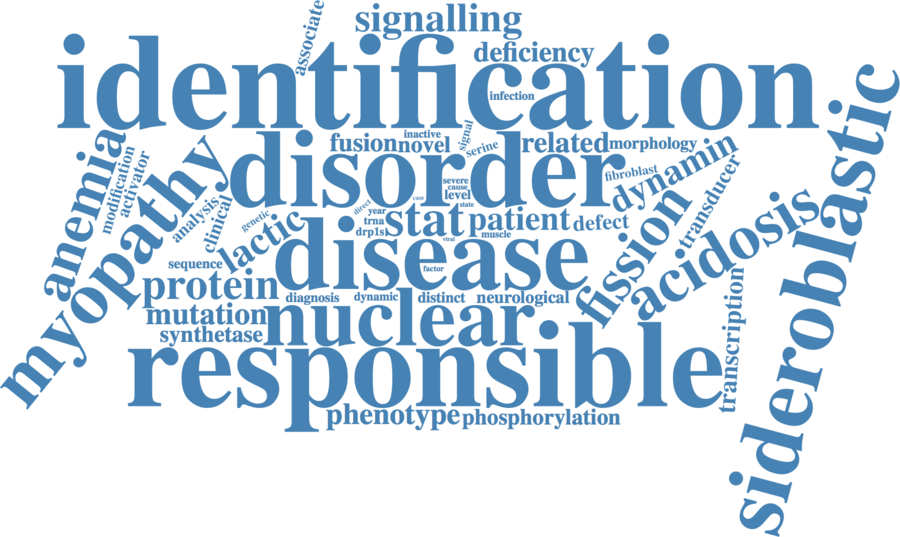 associate
signalling
deficiency
identification
infection
signal
inactive
fusion
novel
serine
related
morphology
anemia
modification
activator
myopathy
disorder
fibroblast
dynamin
transducer
sideroblastic
severe
cause
level
case
state
analysis
clinical
genetic
direct
year
trna
drp1s
stat
patient
defect
muscle
viral
lactic
sequence
disease
factor
fission
acidosis
protein
diagnosis
dynamic
distinct
neurological
mutation
synthetase
nuclear
transcription
responsible
phenotype
phosphorylation